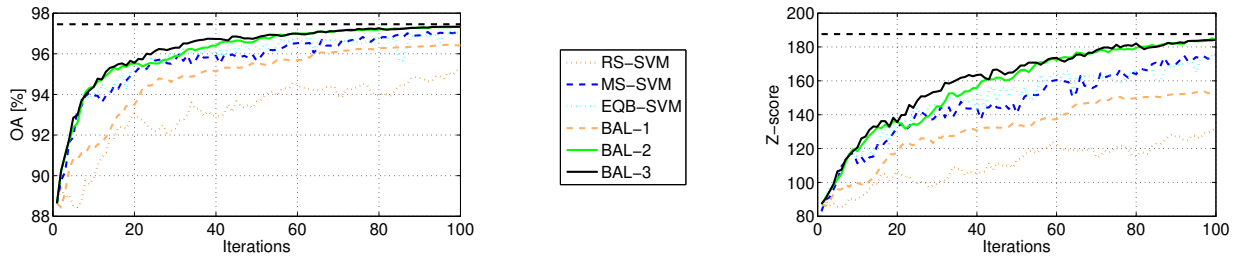 98
96
94
92
90
88
OA [%]
0
20
40
60
80
100
Iterations
RS-SVM
MS-SVM
EQB-SVM
BAL-1
BAL-2
BAL-3
200
180
160
140
120
100
80
Z-score
0
20
40
60
80
100
Iterations